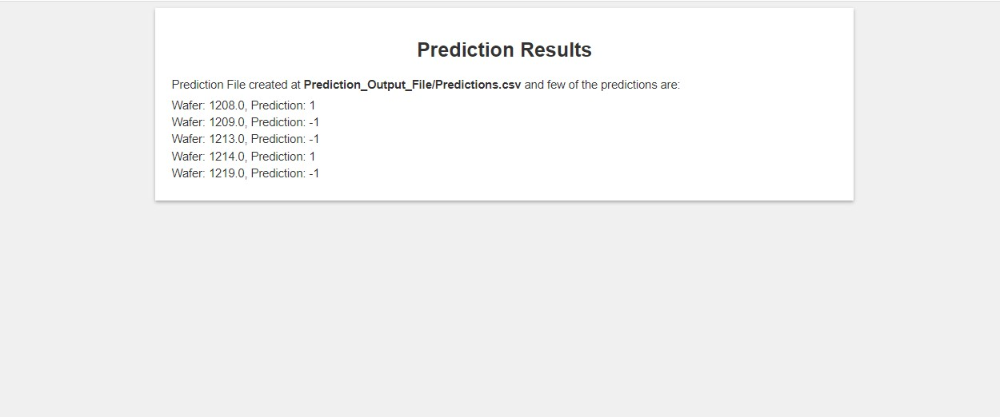 Prediction Results
Prediction File created at Prediction_Output_File/Predictions.csv and few of the predictions are:
Wafer: 1208.0, Prediction: 1
Wafer: 1209.0, Prediction: -1
Wafer: 1213.0, Prediction: -1
Wafer: 1214.0, Prediction: 1
Wafer: 1219.0, Prediction: -1